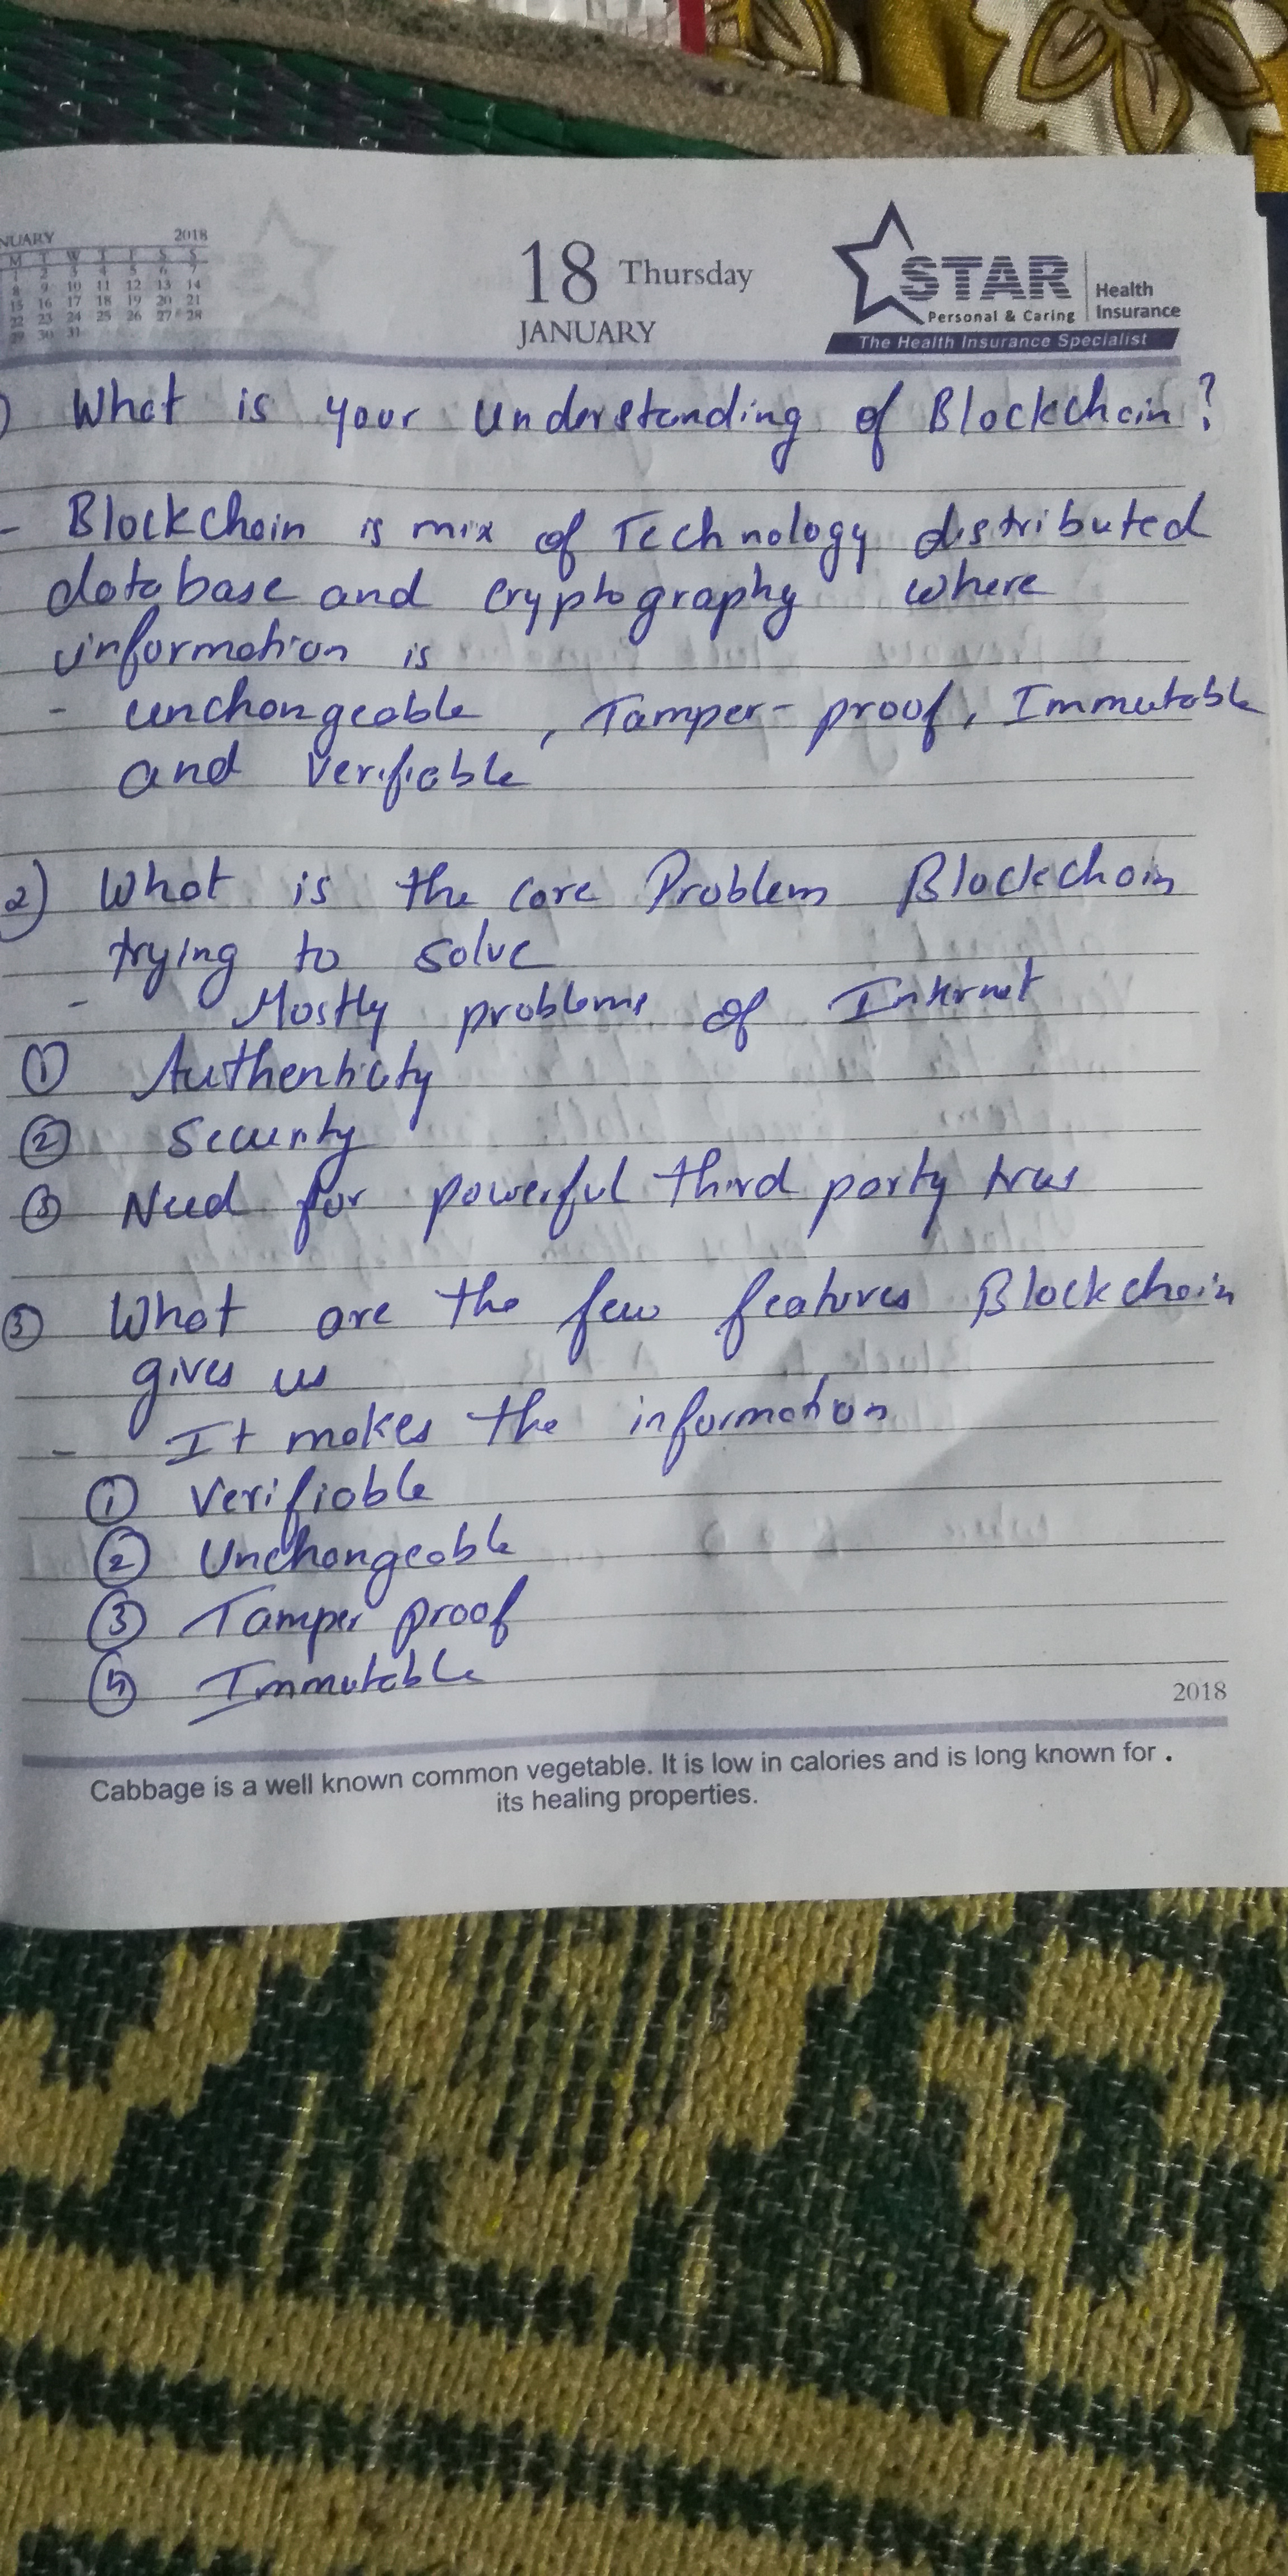 NUARY 2018
M T W T F S S
1 2 3 4 5 6 7
8 9 10 11 12 13 14
15 16 17 18 19 20 21
22 23 24 25 26 27 28
29 30 31
18 Thursday
JANUARY
STAR Health Insurance
Personal & Caring
The Health Insurance Specialist
) What is your Understanding of Blockchain?
- Blockchain is mix of Technology distributed
database and cryptography where
information is
- unchangeable, Tamper-proof, Immutable
and Verifiable
2) What is the core Problem Blockchain
trying to solve
- Mostly problems of Internet
① Authenticity
② Security
③ Need for powerful third party trus
③ What are the few features Blockchain
gives us
- It makes the information
① Verifiable
② Unchangeable
③ Tamper proof
④ Immutable
2018
Cabbage is a well known common vegetable. It is low in calories and is long known for .
its healing properties.